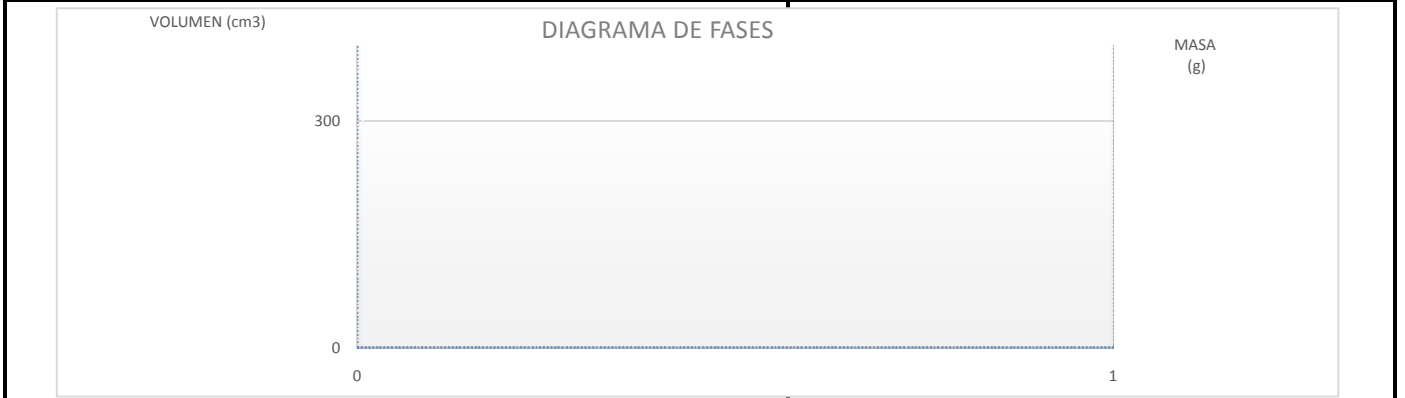 VOLUMEN (cm3)
DIAGRAMA DE FASES
MASA
(g)
300
0
0
1